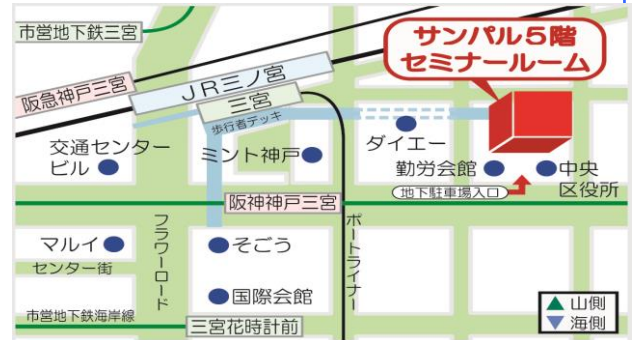 市営地下鉄三宮
サンパル5階
セミナールーム
阪急神戸三宮
JR三ノ宮
三宮
歩行者デッキ
交通センター
ビル
ミント神戸
ダイエー
勤労会館
中央
区役所
地下駐車場入口
阪神神戸三宮
マルイ
センター街
フラワーロード
そごう
国際会館
ポートライナー
市営地下鉄海岸線
三宮花時計前
▲山側
▼海側